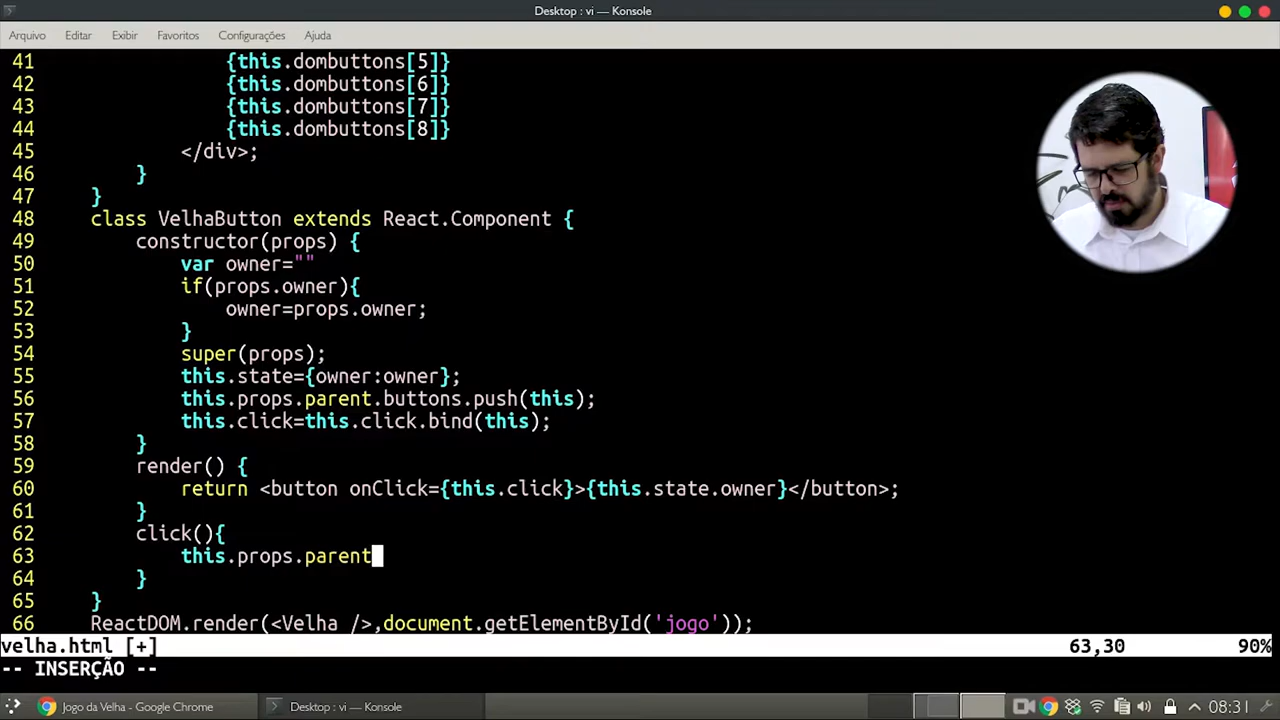 Desktop : vi — Konsole
Arquivo Editar Exibir Favoritos Configurações Ajuda
41 {this.dombuttons[5]}
42 {this.dombuttons[6]}
43 {this.dombuttons[7]}
44 {this.dombuttons[8]}
45 </div>;
46 }
47 }
48 class VelhaButton extends React.Component {
49 constructor(props) {
50 var owner=""
51 if(props.owner){
52 owner=props.owner;
53 }
54 super(props);
55 this.state={owner:owner};
56 this.props.parent.buttons.push(this);
57 this.click=this.click.bind(this);
58 }
59 render() {
60 return <button onClick={this.click}>{this.state.owner}</button>;
61 }
62 click(){
63 this.props.parent
64 }
65 }
66 ReactDOM.render(<Velha />,document.getElementById('jogo'));
velha.html [+] 63,30 90%
-- INSERÇÃO --
Jogo da Velha - Google Chrome Desktop : vi — Konsole 08:31